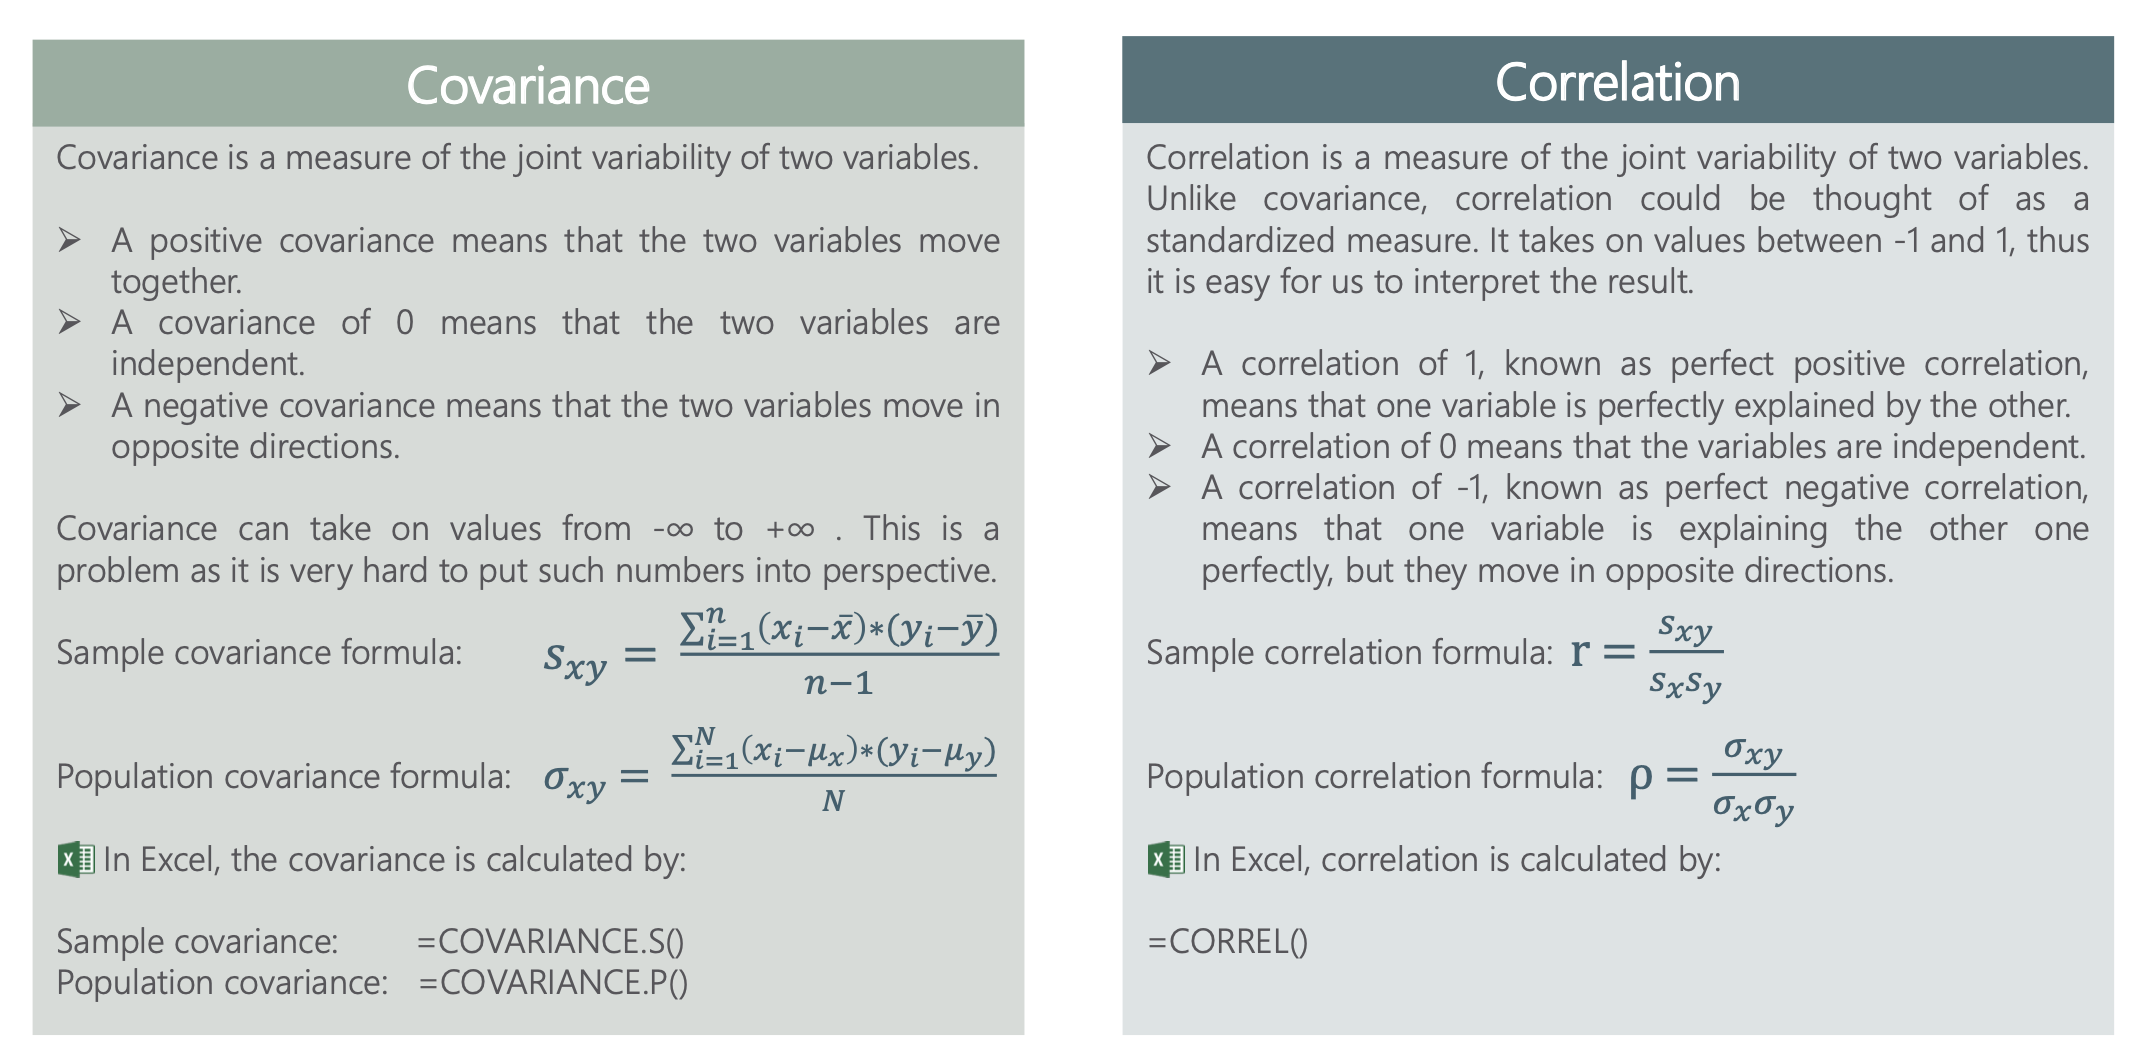 Covariance
Covariance is a measure of the joint variability of two variables.
➢ A positive covariance means that the two variables move
together.
➢ A covariance of 0 means that the two variables are
independent.
➢ A negative covariance means that the two variables move in
opposite directions.
Covariance can take on values from -∞ to +∞ . This is a
problem as it is very hard to put such numbers into perspective.
Sample covariance formula: s_{xy} = \frac{\sum_{i=1}^{n}(x_i-\bar{x})*(y_i-\bar{y})}{n-1}
Population covariance formula: σ_{xy} = \frac{\sum_{i=1}^{N}(x_i-μ_x)*(y_i-μ_y)}{N}
X In Excel, the covariance is calculated by:
Sample covariance: =COVARIANCE.S()
Population covariance: =COVARIANCE.P()
Correlation
Correlation is a measure of the joint variability of two variables.
Unlike covariance, correlation could be thought of as a
standardized measure. It takes on values between -1 and 1, thus
it is easy for us to interpret the result.
➢ A correlation of 1, known as perfect positive correlation,
means that one variable is perfectly explained by the other.
➢ A correlation of 0 means that the variables are independent.
➢ A correlation of -1, known as perfect negative correlation,
means that one variable is explaining the other one
perfectly, but they move in opposite directions.
Sample correlation formula: r = \frac{s_{xy}}{s_x s_y}
Population correlation formula: ρ = \frac{σ_{xy}}{σ_x σ_y}
X In Excel, correlation is calculated by:
=CORREL()